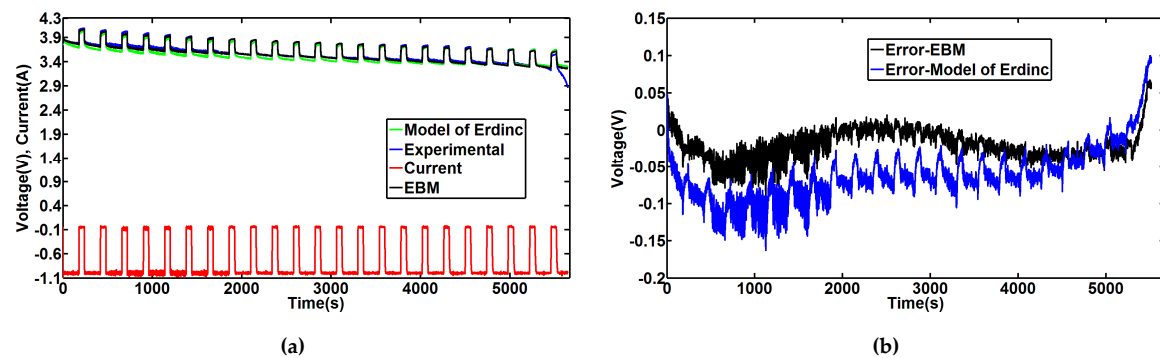 4.3
3.9
3.4
2.9
2.4
1.9
1.4
0.9
0.4
-0.1
-0.6
-1.1
Voltage(V), Current(A)
Model of Erdinc
Experimental
Current
EBM
0 1000 2000 3000 4000 5000
Time(s)
(a)
0.15
0.1
0.05
0
-0.05
-0.1
-0.15
-0.2
Voltage(V)
Error-EBM
Error-Model of Erdinc
0 1000 2000 3000 4000 5000
Time(s)
(b)